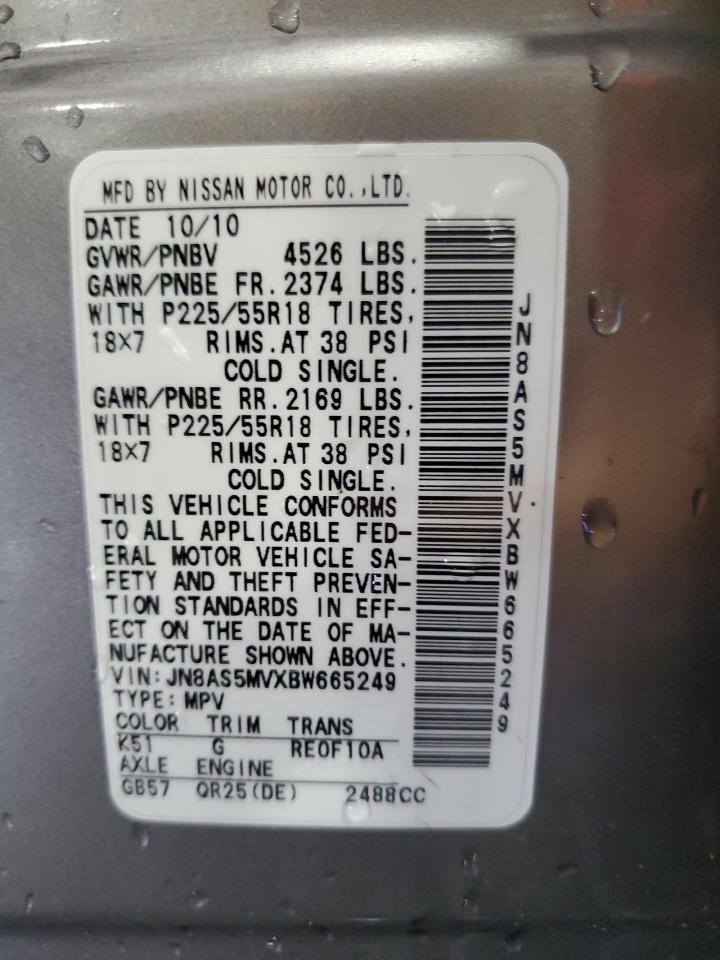 MFD BY NISSAN MOTOR CO.,LTD.
DATE 10/10
GVWR/PNBV 4526 LBS.
GAWR/PNBE FR. 2374 LBS.
WITH P225/55R18 TIRES,
18X7 RIMS.AT 38 PSI
COLD SINGLE.
GAWR/PNBE RR. 2169 LBS.
WITH P225/55R18 TIRES,
18X7 RIMS.AT 38 PSI
COLD SINGLE.
THIS VEHICLE CONFORMS
TO ALL APPLICABLE FED-
ERAL MOTOR VEHICLE SA-
FETY AND THEFT PREVEN-
TION STANDARDS IN EFF-
ECT ON THE DATE OF MA-
NUFACTURE SHOWN ABOVE.
VIN: JN8AS5MVXBW665249
TYPE: MPV
COLOR TRIM TRANS
K51 G RE0F10A
AXLE ENGINE
GB57 QR25(DE) 2488CC
JN8AS5MVXBW665249